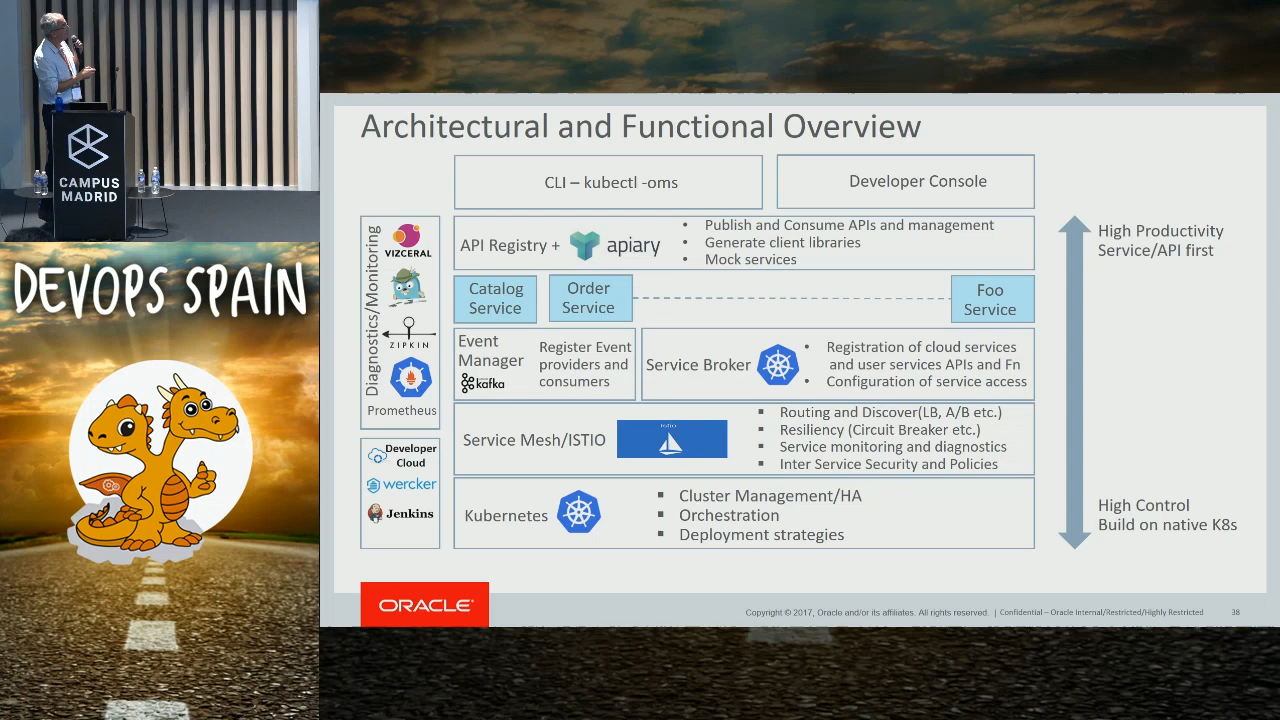 CAMPUS
MADRID
DEVOPS SPAIN
Architectural and Functional Overview
CLI – kubectl -oms
Developer Console
Diagnostics/Monitoring
VIZCERAL
ZIPKIN
Prometheus
Developer
Cloud
wercker
Jenkins
API Registry + apiary
• Publish and Consume APIs and management
• Generate client libraries
• Mock services
Catalog
Service
Order
Service
Foo
Service
Event
Manager
kafka
Register Event
providers and
consumers
Service Broker
• Registration of cloud services
and user services APIs and Fn
• Configuration of service access
Service Mesh/ISTIO
Istio
▪ Routing and Discover(LB, A/B etc.)
▪ Resiliency (Circuit Breaker etc.)
▪ Service monitoring and diagnostics
▪ Inter Service Security and Policies
Kubernetes
▪ Cluster Management/HA
▪ Orchestration
▪ Deployment strategies
High Productivity
Service/API first
High Control
Build on native K8s
ORACLE
Copyright © 2017, Oracle and/or its affiliates. All rights reserved. | Confidential – Oracle Internal/Restricted/Highly Restricted 38